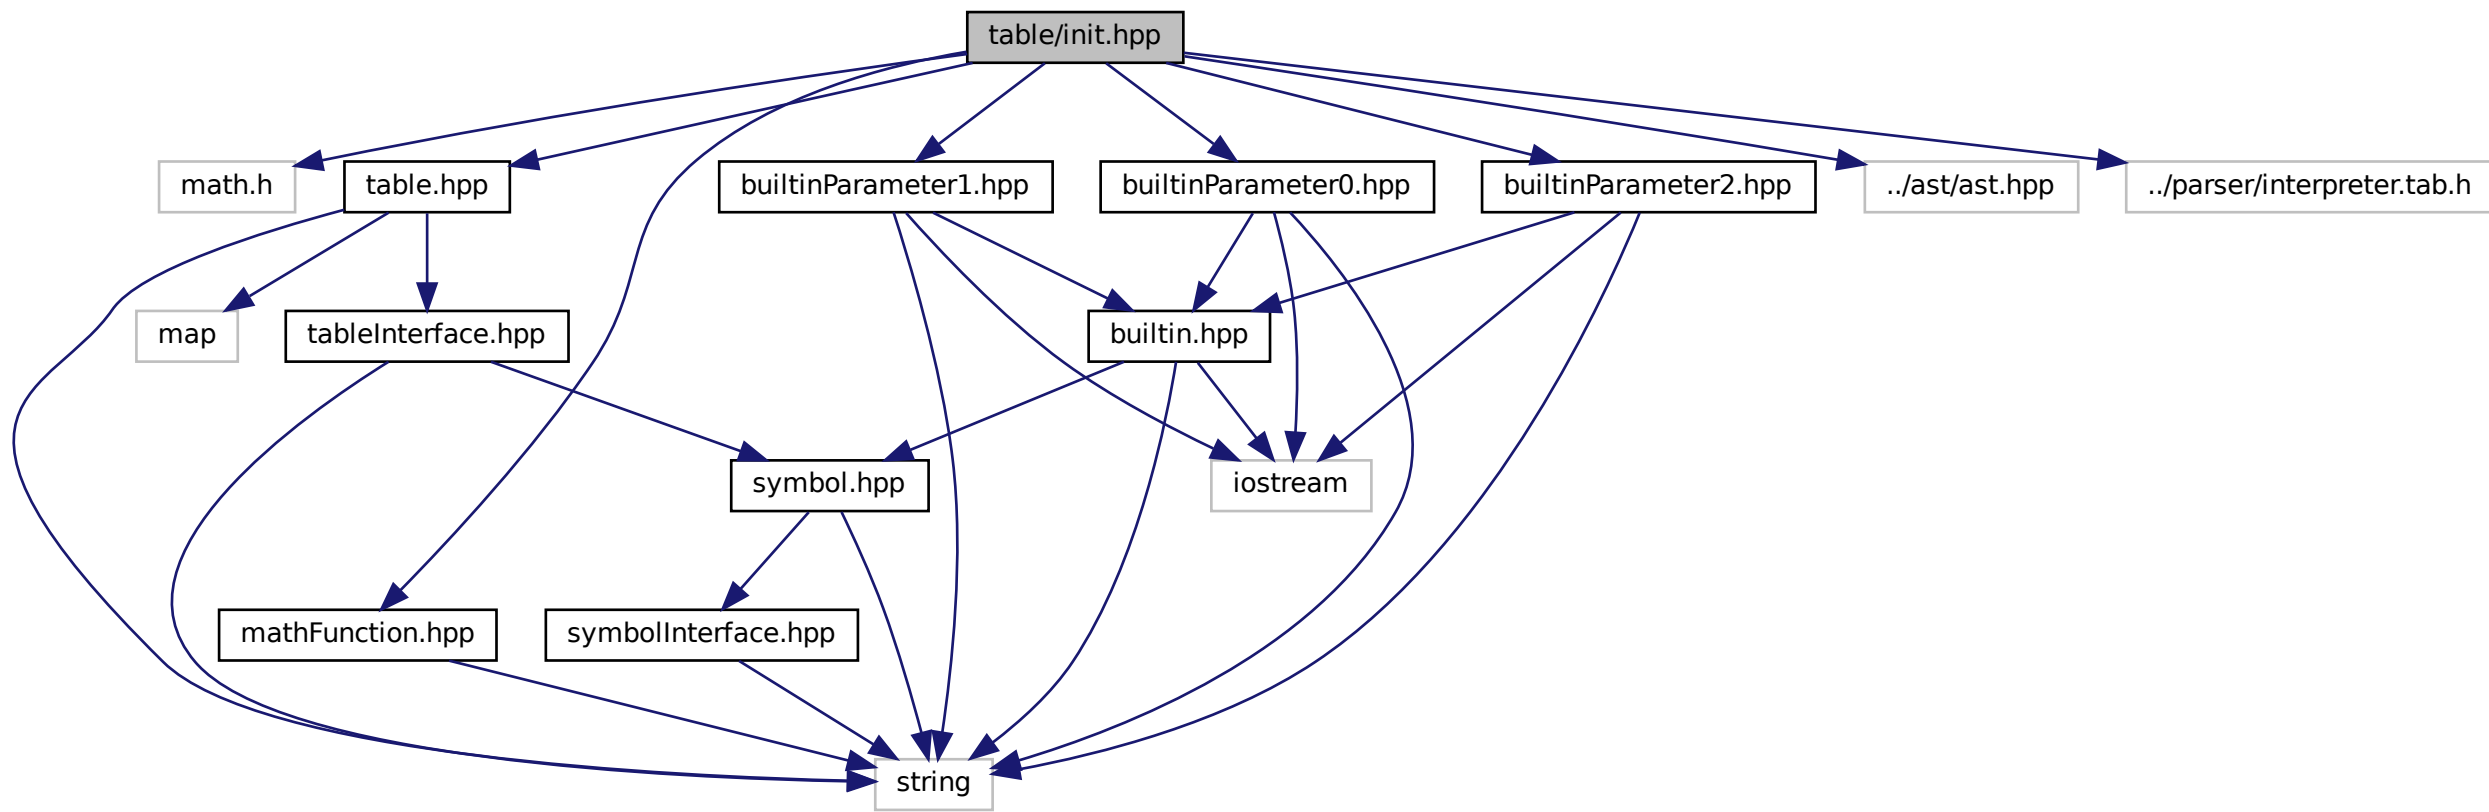 table/init.hpp
math.h
table.hpp
builtinParameter1.hpp
builtinParameter0.hpp
builtinParameter2.hpp
../ast/ast.hpp
../parser/interpreter.tab.h
map
tableInterface.hpp
builtin.hpp
symbol.hpp
iostream
mathFunction.hpp
symbolInterface.hpp
string